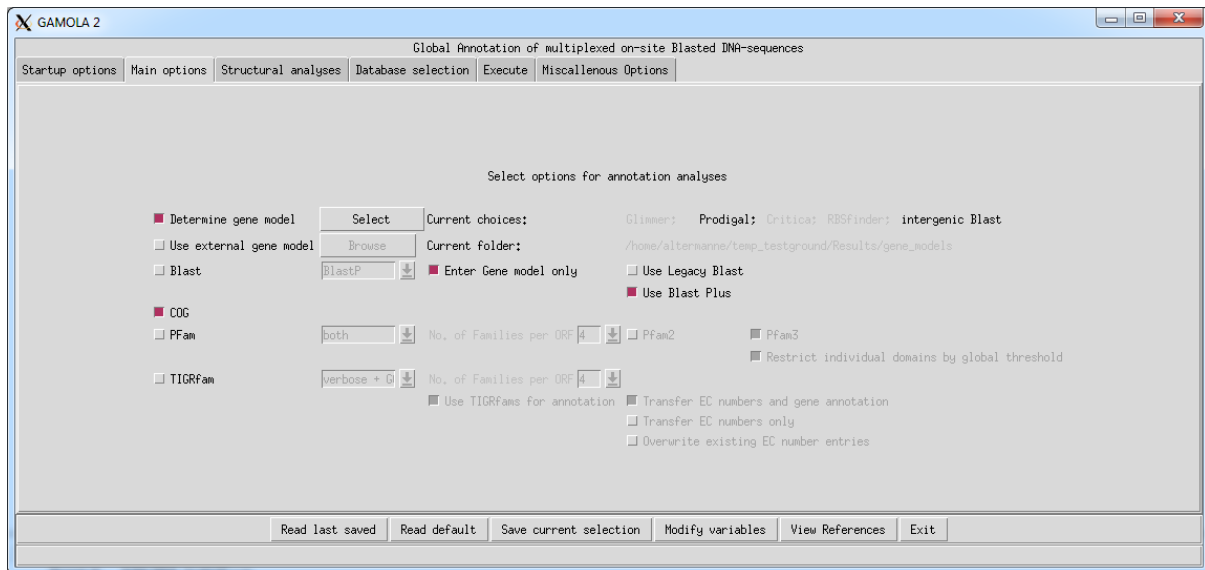 GAMOLA 2
Global Annotation of multiplexed on-site Blasted DNA-sequences
Startup options Main options Structural analyses Database selection Execute Miscallenous Options
Select options for annotation analyses
Determine gene model Select Current choices: Glimmer; Prodigal; Critica; RBSfinder; intergenic Blast
Use external gene model Browse Current folder: /home/altermanne/temp_testground/Results/gene_models
Blast BlastP Enter Gene model only Use Legacy Blast
Use Blast Plus
COG
PFam both No. of Families per ORF 4 Pfam2 Pfam3
Restrict individual domains by global threshold
TIGRfam verbose + G No. of Families per ORF 4
Use TIGRfams for annotation Transfer EC numbers and gene annotation
Transfer EC numbers only
Overwrite existing EC number entries
Read last saved Read default Save current selection Modify variables View References Exit